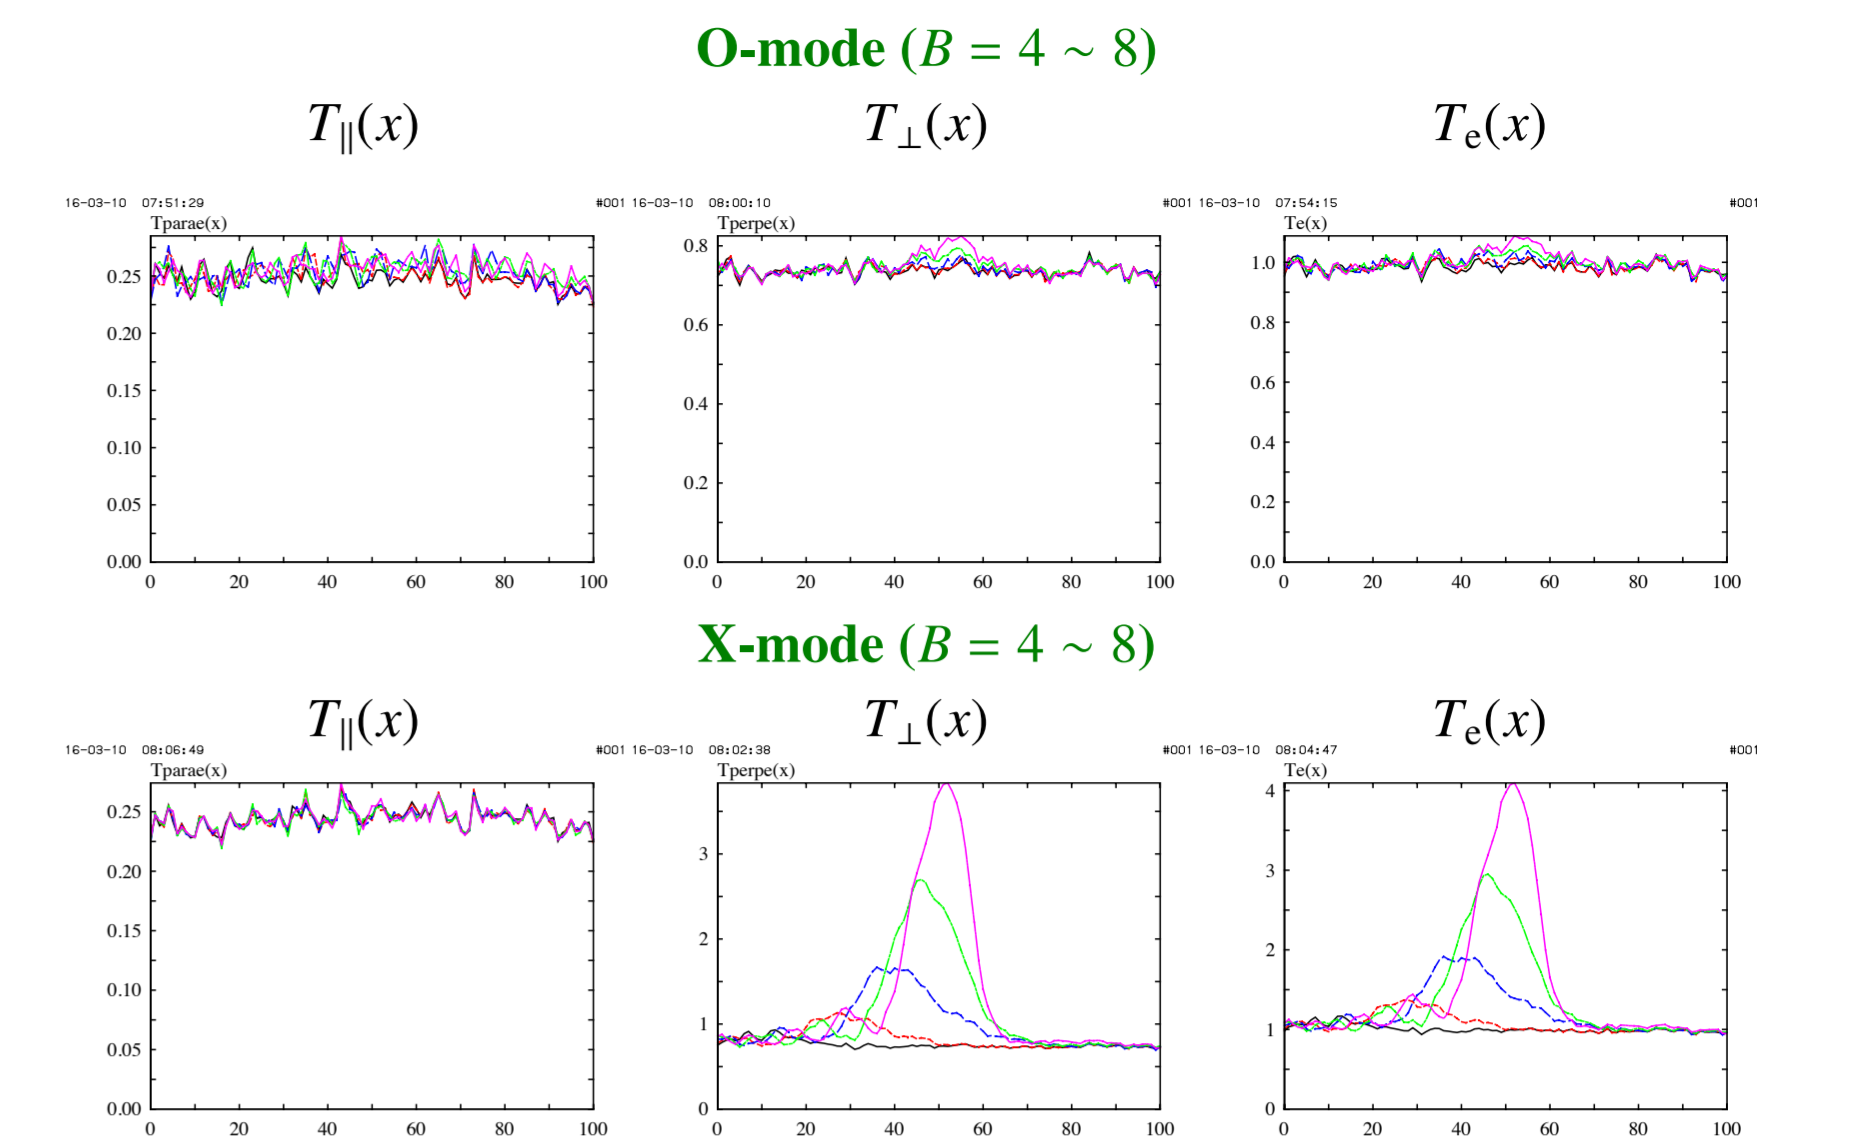 O-mode (B = 4 ~ 8)
T∥(x) T⊥(x) Te(x)
16-03-10 07:51:29 #001 16-03-10 08:00:10 #001 16-03-10 07:54:15 #001
Tparae(x) Tperpe(x) Te(x)
0.25 0.20 0.15 0.10 0.05 0.00
0 20 40 60 80 100
0.8 0.6 0.4 0.2 0.0
0 20 40 60 80 100
1.0 0.8 0.6 0.4 0.2 0.0
0 20 40 60 80 100
X-mode (B = 4 ~ 8)
T∥(x) T⊥(x) Te(x)
16-03-10 08:06:49 #001 16-03-10 08:02:38 #001 16-03-10 08:04:47 #001
Tparae(x) Tperpe(x) Te(x)
0.25 0.20 0.15 0.10 0.05 0.00
0 20 40 60 80 100
3 2 1 0
0 20 40 60 80 100
4 3 2 1 0
0 20 40 60 80 100